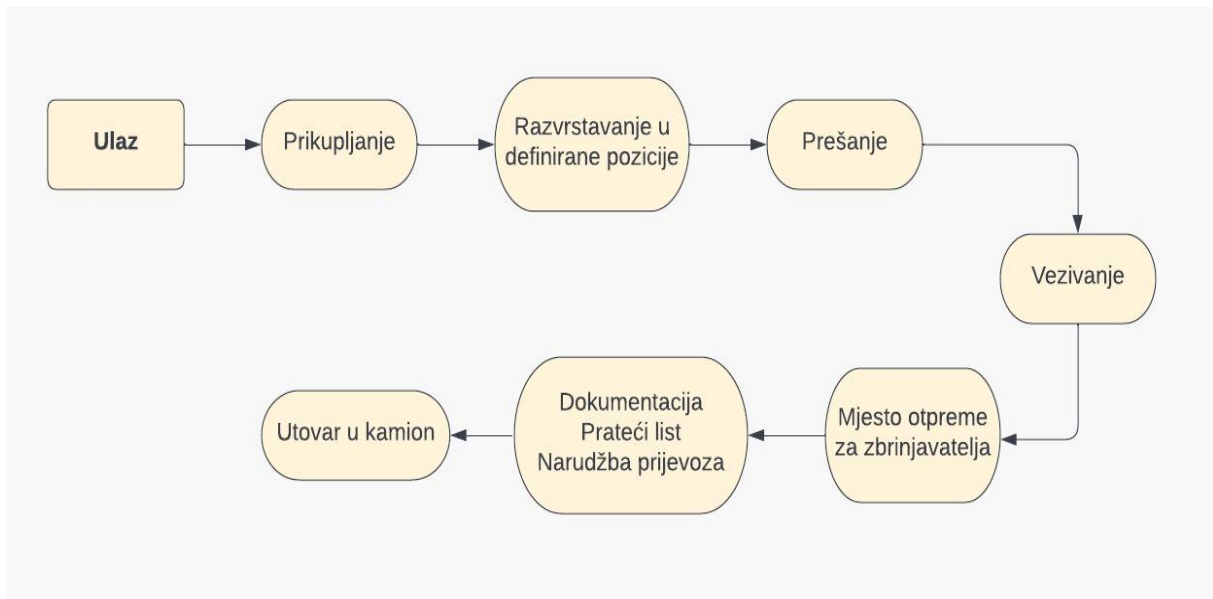 Ulaz
Prikupljanje
Razvrstavanje u
definirane pozicije
Prešanje
Vezivanje
Mjesto otpreme
za zbrinjavatelja
Dokumentacija
Prateći list
Narudžba prijevoza
Utovar u kamion